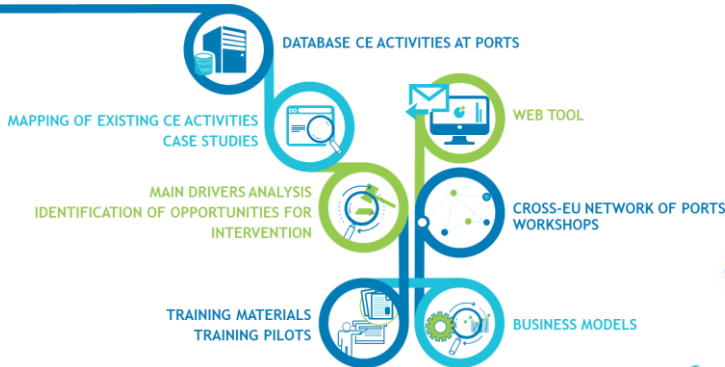 DATABASE CE ACTIVITIES AT PORTS
MAPPING OF EXISTING CE ACTIVITIES
CASE STUDIES
WEB TOOL
MAIN DRIVERS ANALYSIS
IDENTIFICATION OF OPPORTUNITIES FOR
INTERVENTION
CROSS-EU NETWORK OF PORTS
WORKSHOPS
TRAINING MATERIALS
TRAINING PILOTS
BUSINESS MODELS